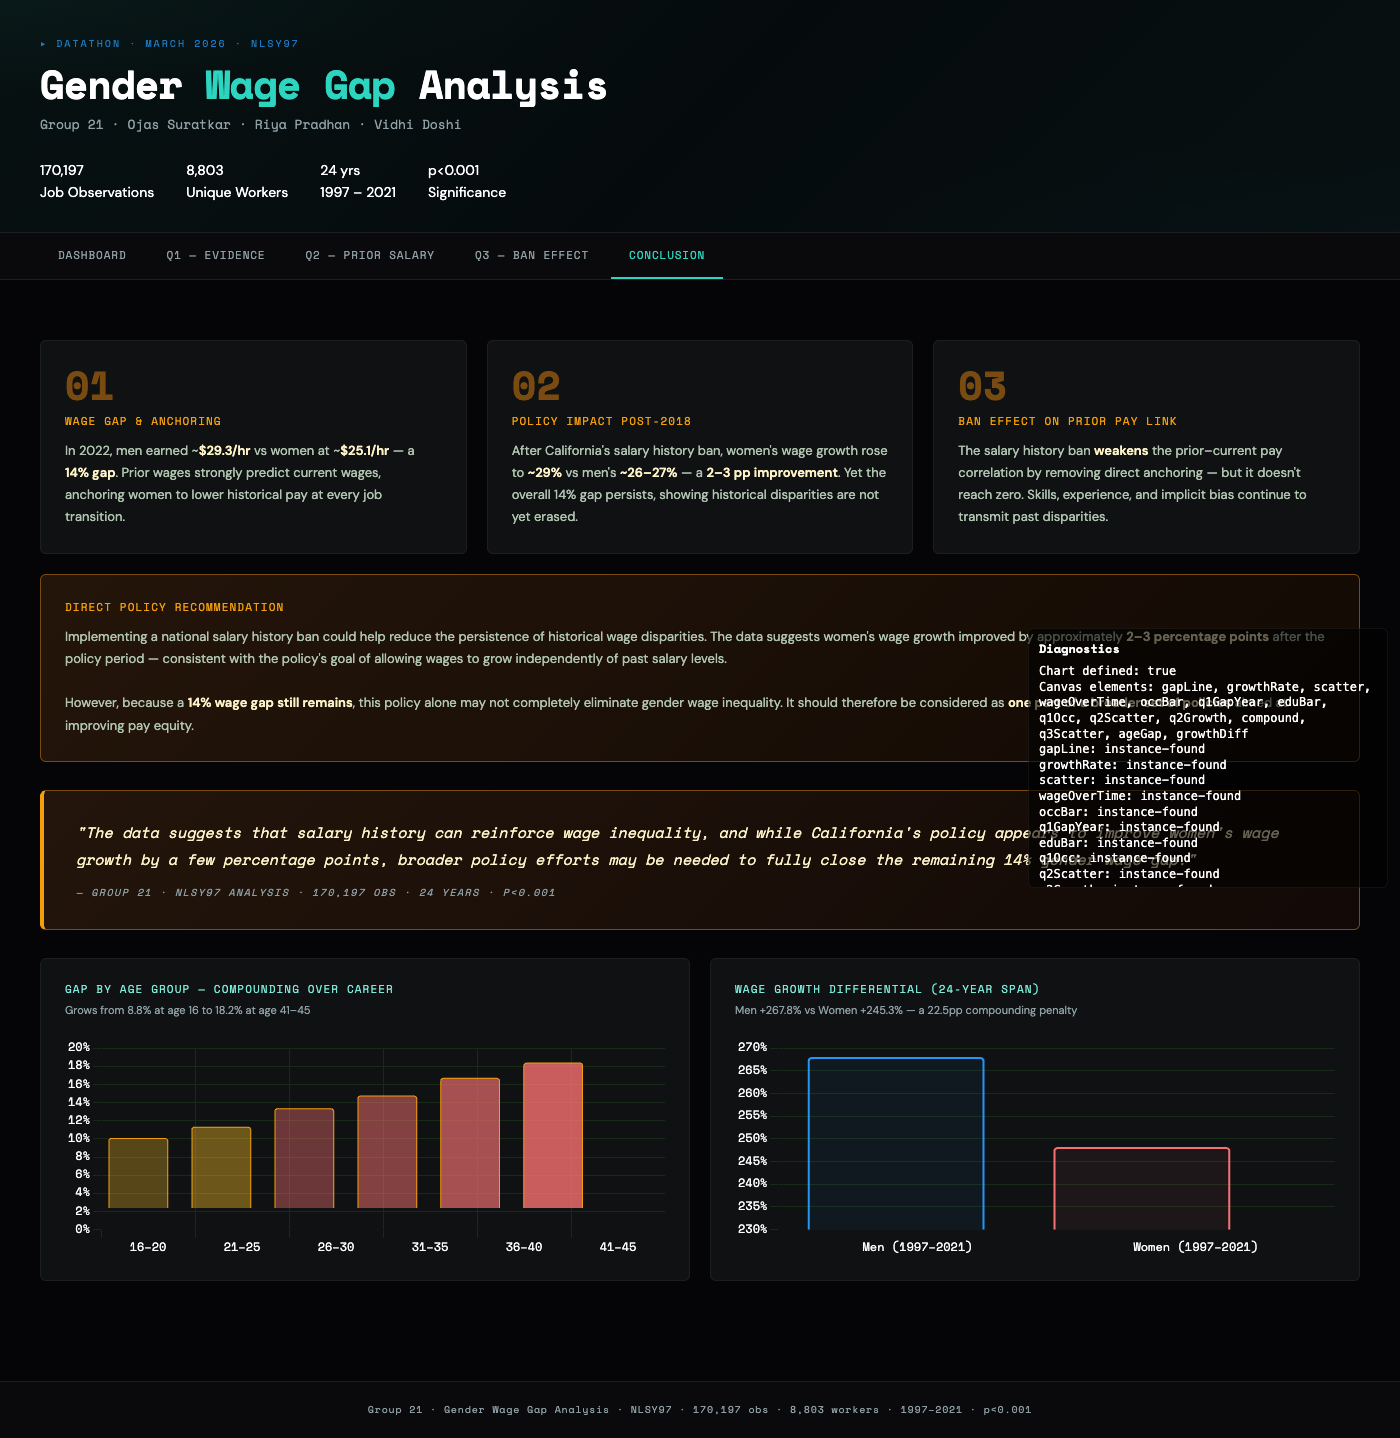 ▸ DATATHON · MARCH 2026 · NLSY97
Gender Wage Gap Analysis
Group 21 · Ojas Suratkar · Riya Pradhan · Vidhi Doshi
170,197
Job Observations
8,803
Unique Workers
24 yrs
1997 – 2021
p<0.001
Significance
DASHBOARD
Q1 — EVIDENCE
Q2 — PRIOR SALARY
Q3 — BAN EFFECT
CONCLUSION
01
WAGE GAP & ANCHORING
In 2022, men earned ~$29.3/hr vs women at ~$25.1/hr — a
14% gap. Prior wages strongly predict current wages,
anchoring women to lower historical pay at every job
transition.
02
POLICY IMPACT POST-2018
After California's salary history ban, women's wage growth rose
to ~29% vs men's ~26–27% — a 2–3 pp improvement. Yet the
overall 14% gap persists, showing historical disparities are not
yet erased.
03
BAN EFFECT ON PRIOR PAY LINK
The salary history ban weakens the prior–current pay
correlation by removing direct anchoring — but it doesn't
reach zero. Skills, experience, and implicit bias continue to
transmit past disparities.
DIRECT POLICY RECOMMENDATION
Implementing a national salary history ban could help reduce the persistence of historical wage disparities. The data suggests women's wage growth improved by approximately 2–3 percentage points after the
policy period — consistent with the policy's goal of allowing wages to grow independently of past salary levels.
However, because a 14% wage gap still remains, this policy alone may not completely eliminate gender wage inequality. It should therefore be considered as one
improving pay equity.
"The data suggests that salary history can reinforce wage inequality, and while California's policy appears to improve women's wage
growth by a few percentage points, broader policy efforts may be needed to fully close the remaining 14% gender wage gap."
— GROUP 21 · NLSY97 ANALYSIS · 170,197 OBS · 24 YEARS · P<0.001
Diagnostics
Chart defined: true
Canvas elements: gapLine, growthRate, scatter,
wageOverTime, occBar, q1GapYear, eduBar,
q1Occ, q2Scatter, q2Growth, compound,
q3Scatter, ageGap, growthDiff
gapLine: instance-found
growthRate: instance-found
scatter: instance-found
wageOverTime: instance-found
occBar: instance-found
q1GapYear: instance-found
eduBar: instance-found
q1Occ: instance-found
q2Scatter: instance-found
GAP BY AGE GROUP — COMPOUNDING OVER CAREER
Grows from 8.8% at age 16 to 18.2% at age 41–45
20%
18%
16%
14%
12%
10%
8%
6%
4%
2%
0%
16–20
21–25
26–30
31–35
36–40
41–45
WAGE GROWTH DIFFERENTIAL (24-YEAR SPAN)
Men +267.8% vs Women +245.3% — a 22.5pp compounding penalty
270%
265%
260%
255%
250%
245%
240%
235%
230%
Men (1997–2021)
Women (1997–2021)
Group 21 · Gender Wage Gap Analysis · NLSY97 · 170,197 obs · 8,803 workers · 1997–2021 · p<0.001